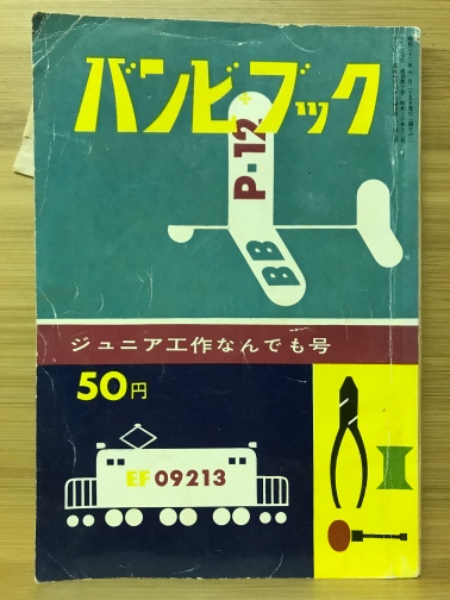 バンビ・ブック
P-12
BB
ジュニア工作なんでも号
50円
EF 09213